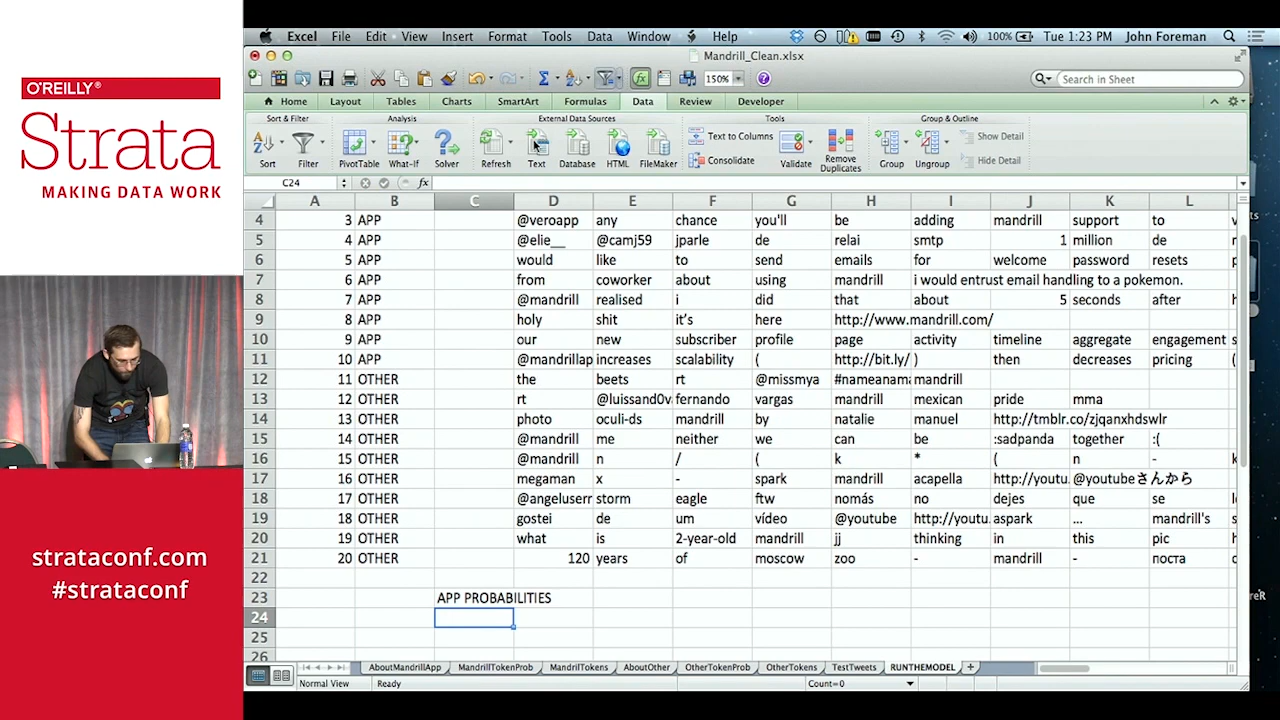 O'REILLY®
Strata
MAKING DATA WORK
strataconf.com
#strataconf
Excel File Edit View Insert Format Tools Data Window Help 100% Tue 1:23 PM John Foreman
Mandrill_Clean.xlsx
150% Search in Sheet
Home Layout Tables Charts SmartArt Formulas Data Review Developer
Sort & Filter Analysis External Data Sources Tools Group & Outline
Text to Columns Show Detail
Consolidate Hide Detail
Sort Filter PivotTable What-If Solver Refresh Text Database HTML FileMaker Validate Remove Duplicates Group Ungroup
C24 fx
A B C D E F G H I J K L
4 3 APP @veroapp any chance you'll be adding mandrill support to
5 4 APP @elie__ @camj59 jparle de relai smtp 1 million de
6 5 APP would like to send emails for welcome password resets
7 6 APP from coworker about using mandrill i would entrust email handling to a pokemon.
8 7 APP @mandrill realised i did that about 5 seconds after
9 8 APP holy shit it's here http://www.mandrill.com/
10 9 APP our new subscriber profile page activity timeline aggregate engagement
11 10 APP @mandrillap increases scalability ( http://bit.ly/ ) then decreases pricing (
12 11 OTHER the beets rt @missmya #nameanama mandrill
13 12 OTHER rt @luissand0va fernando vargas mandrill mexican pride mma
14 13 OTHER photo oculi-ds mandrill by natalie manuel http://tmblr.co/zjqanxhdswlr
15 14 OTHER @mandrill me neither we can be :sadpanda together :(
16 15 OTHER @mandrill n / ( k * ( n -
17 16 OTHER megaman x - spark mandrill acapella http://youtu. @youtubeさんから
18 17 OTHER @angeluserr storm eagle ftw nomás no dejes que se
19 18 OTHER gostei de um vídeo @youtube http://youtu. aspark ... mandrill's
20 19 OTHER what is 2-year-old mandrill jj thinking in this pic
21 20 OTHER 120 years of moscow zoo - mandrill - поста
22
23 APP PROBABILITIES
24
25
26
AboutMandrillApp MandrillTokenProb MandrillTokens AboutOther OtherTokenProb OtherTokens TestTweets RUNTHEMODEL +
Normal View Ready Count=0